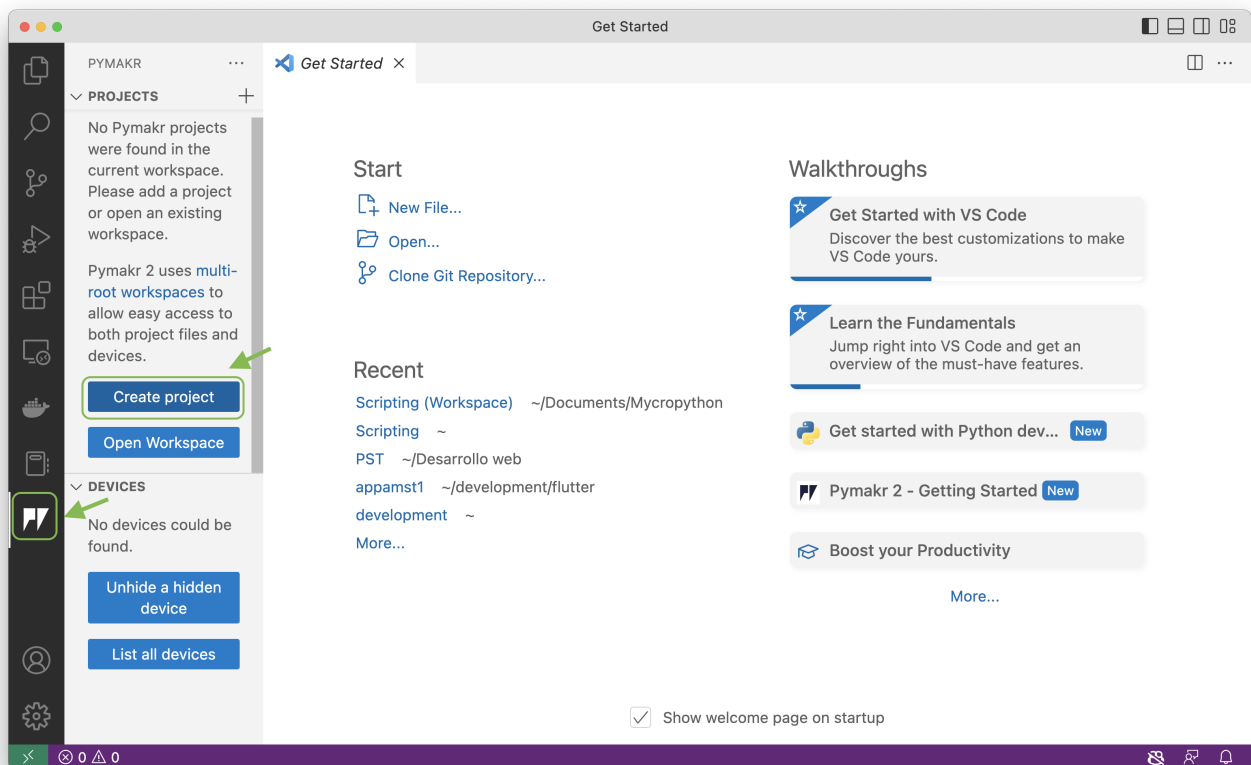 Get Started
PYMAKR
Get Started
PROJECTS
No Pymakr projects
were found in the
current workspace.
Please add a project
or open an existing
workspace.
Pymakr 2 uses multi-
root workspaces to
allow easy access to
both project files and
devices.
Create project
Open Workspace
DEVICES
No devices could be
found.
Unhide a hidden
device
List all devices
Start
New File...
Open...
Clone Git Repository...
Recent
Scripting (Workspace) ~/Documents/Mycropython
Scripting ~
PST ~/Desarrollo web
appamst1 ~/development/flutter
development ~
More...
Walkthroughs
Get Started with VS Code
Discover the best customizations to make
VS Code yours.
Learn the Fundamentals
Jump right into VS Code and get an
overview of the must-have features.
Get started with Python dev... New
Pymakr 2 - Getting Started New
Boost your Productivity
More...
Show welcome page on startup
0 0